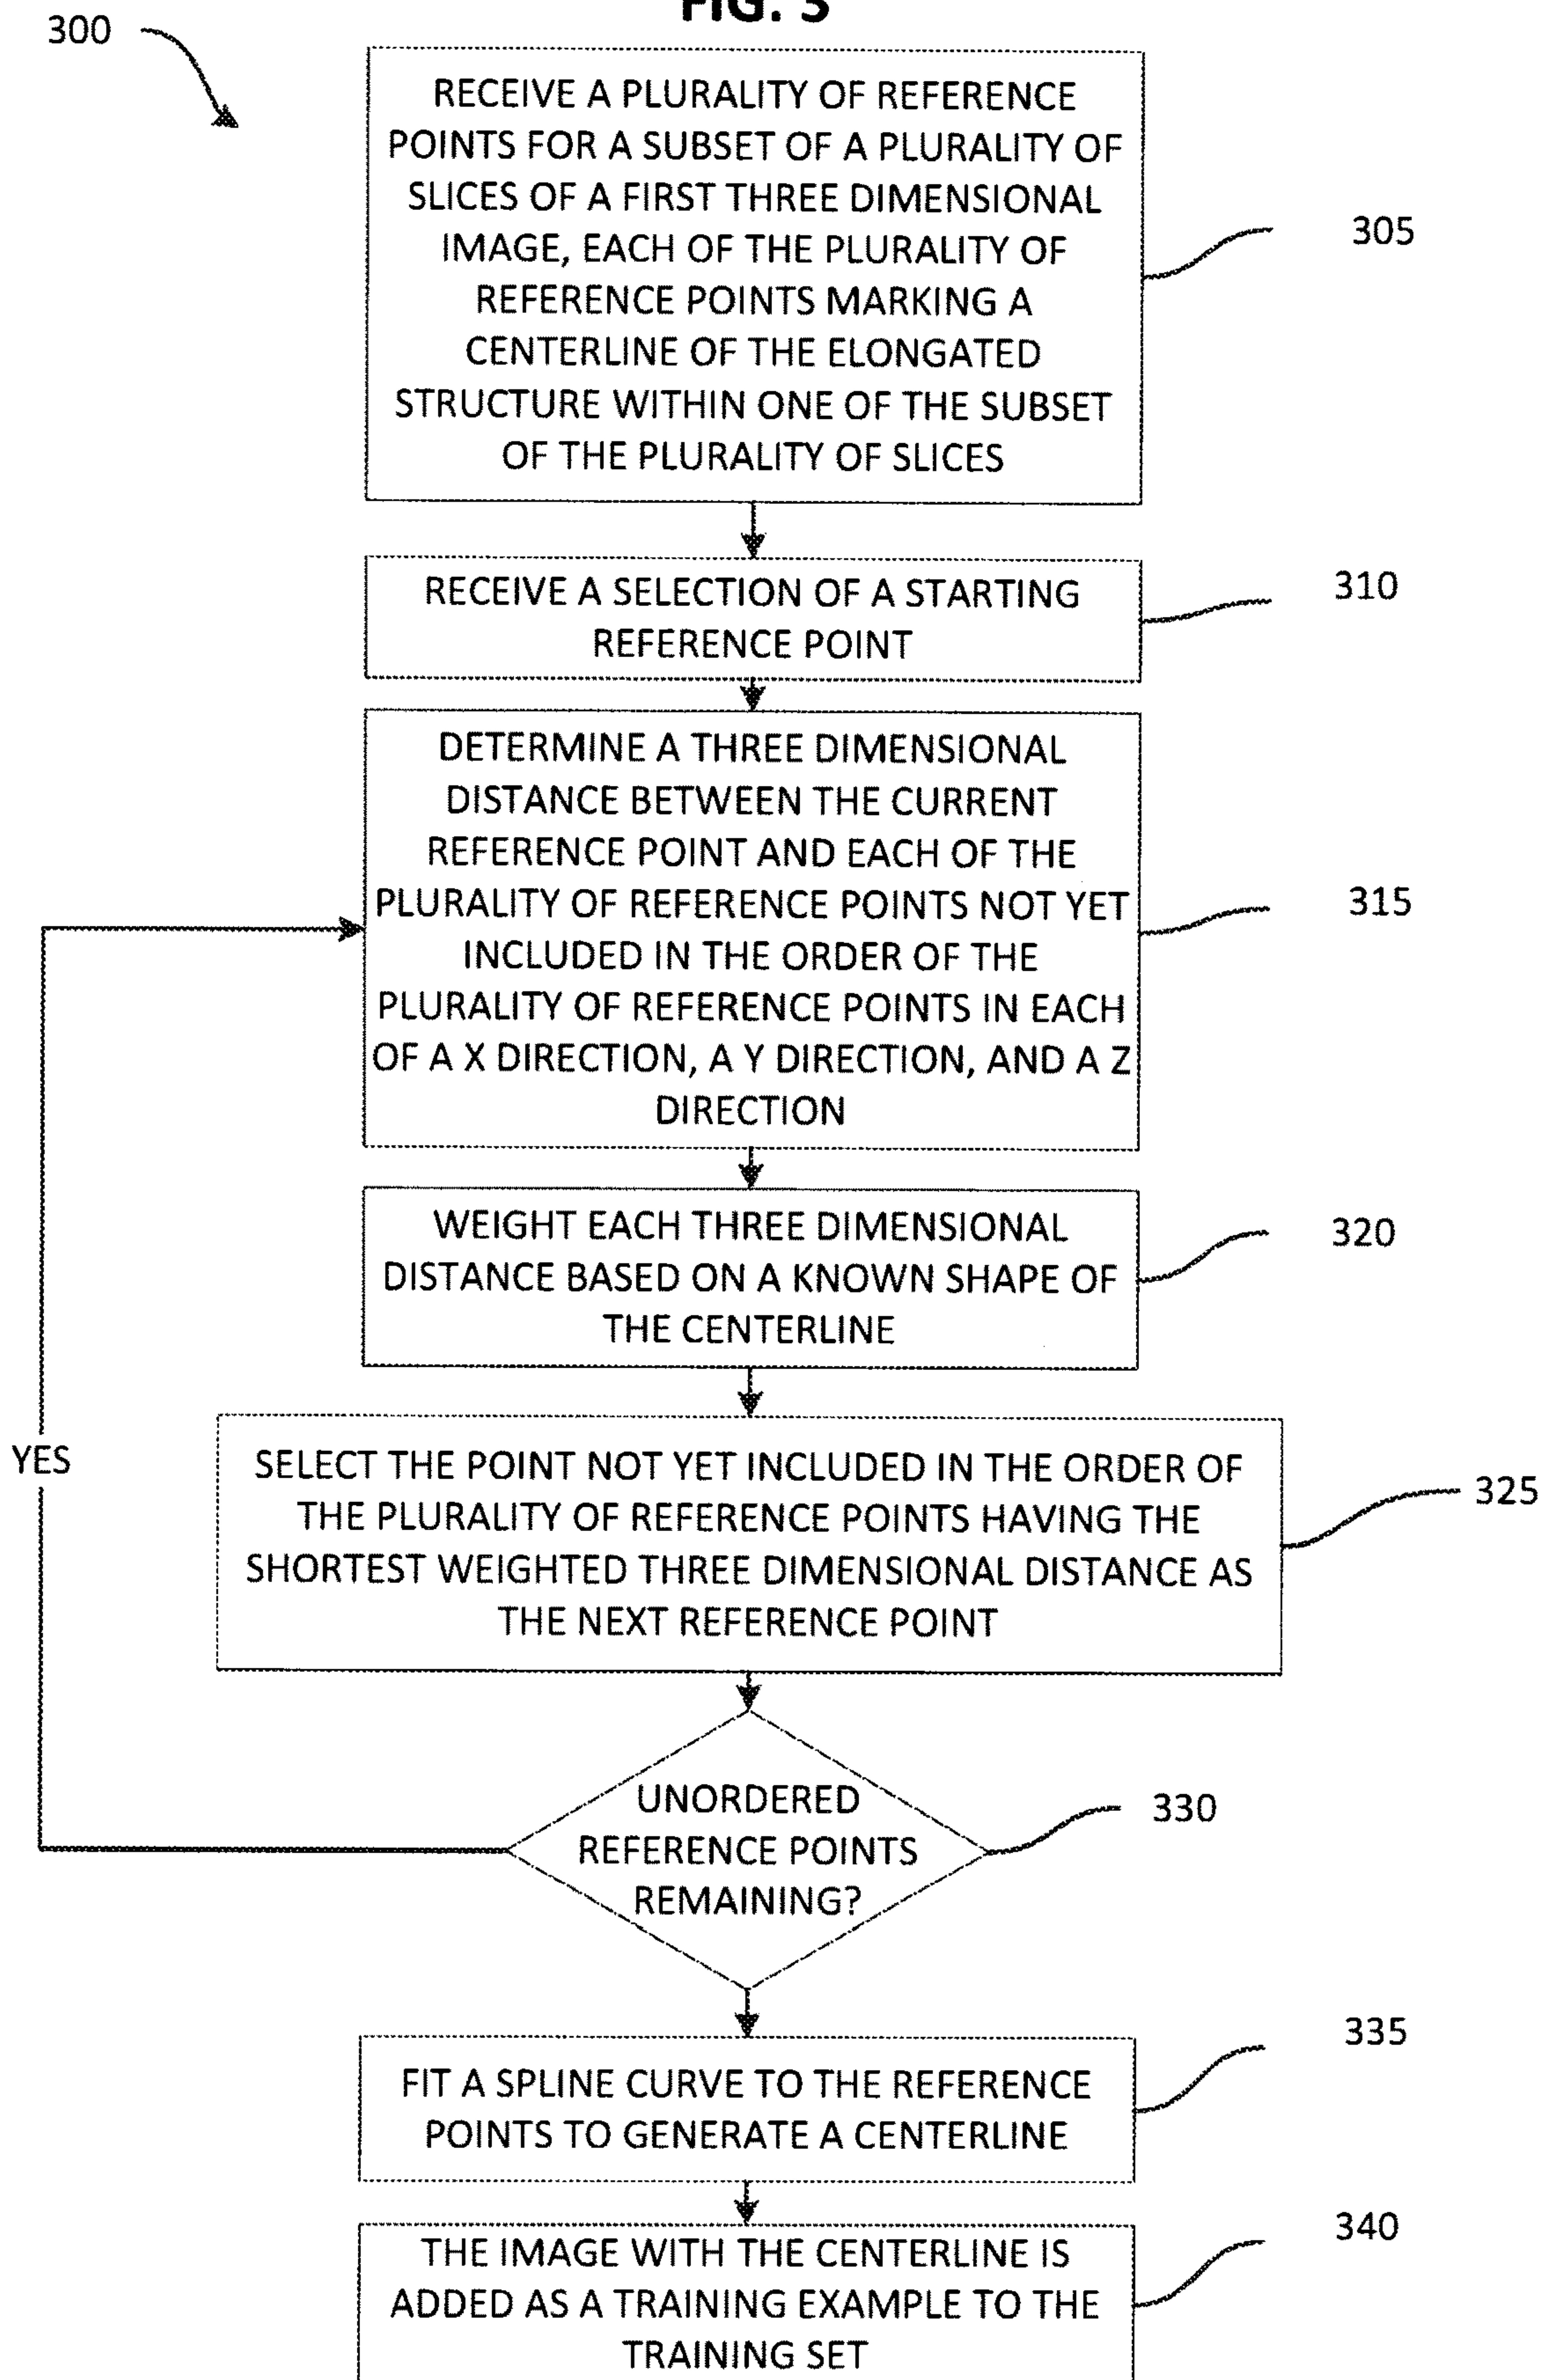 FIG. 3
300
RECEIVE A PLURALITY OF REFERENCE
POINTS FOR A SUBSET OF A PLURALITY OF
SLICES OF A FIRST THREE DIMENSIONAL
IMAGE, EACH OF THE PLURALITY OF
REFERENCE POINTS MARKING A
CENTERLINE OF THE ELONGATED
STRUCTURE WITHIN ONE OF THE SUBSET
OF THE PLURALITY OF SLICES
305
RECEIVE A SELECTION OF A STARTING
REFERENCE POINT
310
DETERMINE A THREE DIMENSIONAL
DISTANCE BETWEEN THE CURRENT
REFERENCE POINT AND EACH OF THE
PLURALITY OF REFERENCE POINTS NOT YET
INCLUDED IN THE ORDER OF THE
PLURALITY OF REFERENCE POINTS IN EACH
OF A X DIRECTION, A Y DIRECTION, AND A Z
DIRECTION
315
WEIGHT EACH THREE DIMENSIONAL
DISTANCE BASED ON A KNOWN SHAPE OF
THE CENTERLINE
320
YES
SELECT THE POINT NOT YET INCLUDED IN THE ORDER OF
THE PLURALITY OF REFERENCE POINTS HAVING THE
SHORTEST WEIGHTED THREE DIMENSIONAL DISTANCE AS
THE NEXT REFERENCE POINT
325
UNORDERED
REFERENCE POINTS
REMAINING?
330
FIT A SPLINE CURVE TO THE REFERENCE
POINTS TO GENERATE A CENTERLINE
335
THE IMAGE WITH THE CENTERLINE IS
ADDED AS A TRAINING EXAMPLE TO THE
TRAINING SET
340